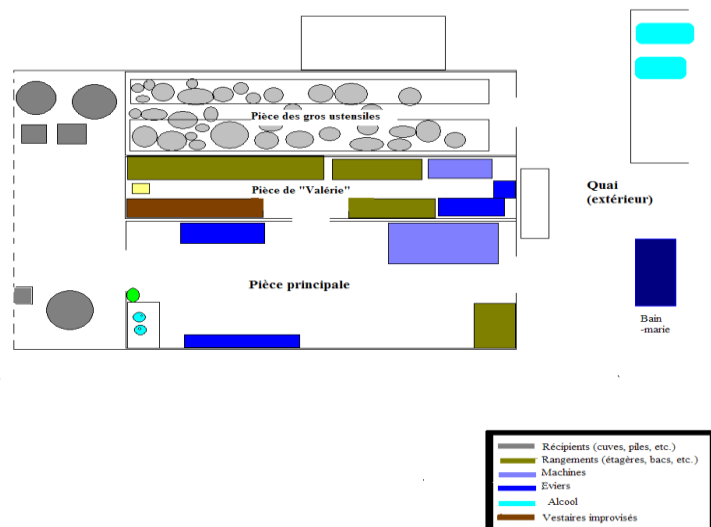 Pièce des gros ustensiles
Pièce de "Valérie"
Quai
(extérieur)
Pièce principale
Bain
-marie
Récipients (cuves, piles, etc.)
Rangements (étagères, bacs, etc.)
Machines
Eviers
Alcool
Vestaires improvisés